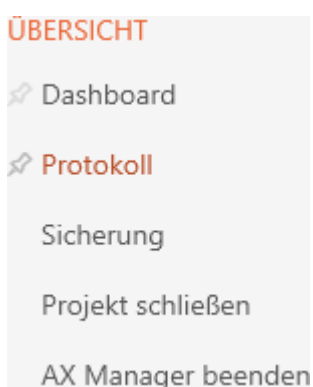 ÜBERSICHT
Dashboard
Protokoll
Sicherung
Projekt schließen
AX Manager beenden